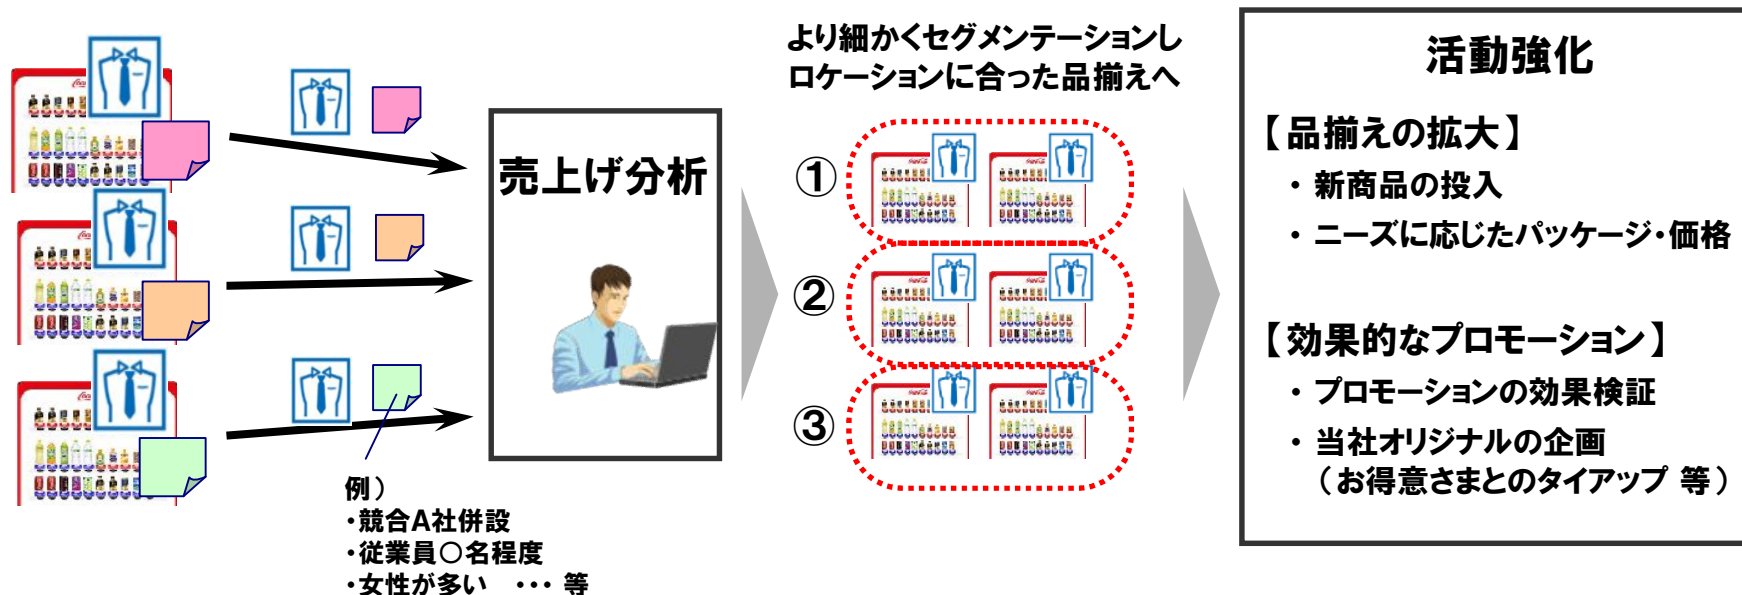 より細かくセグメンテーションし
ロケーションに合った品揃えへ
売上げ分析
①
②
③
例）
・競合A社併設
・従業員○名程度
・女性が多い ･･･ 等
活動強化
【品揃えの拡大】
・新商品の投入
・ニーズに応じたパッケージ・価格
【効果的なプロモーション】
・プロモーションの効果検証
・当社オリジナルの企画
（お得意さまとのタイアップ 等）